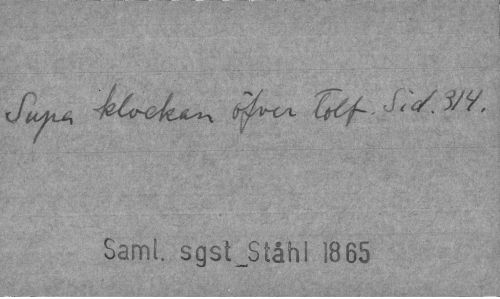 Supa klockan öfver Tolf. Sid. 314.
Saml. sgst_Ståhl 1865